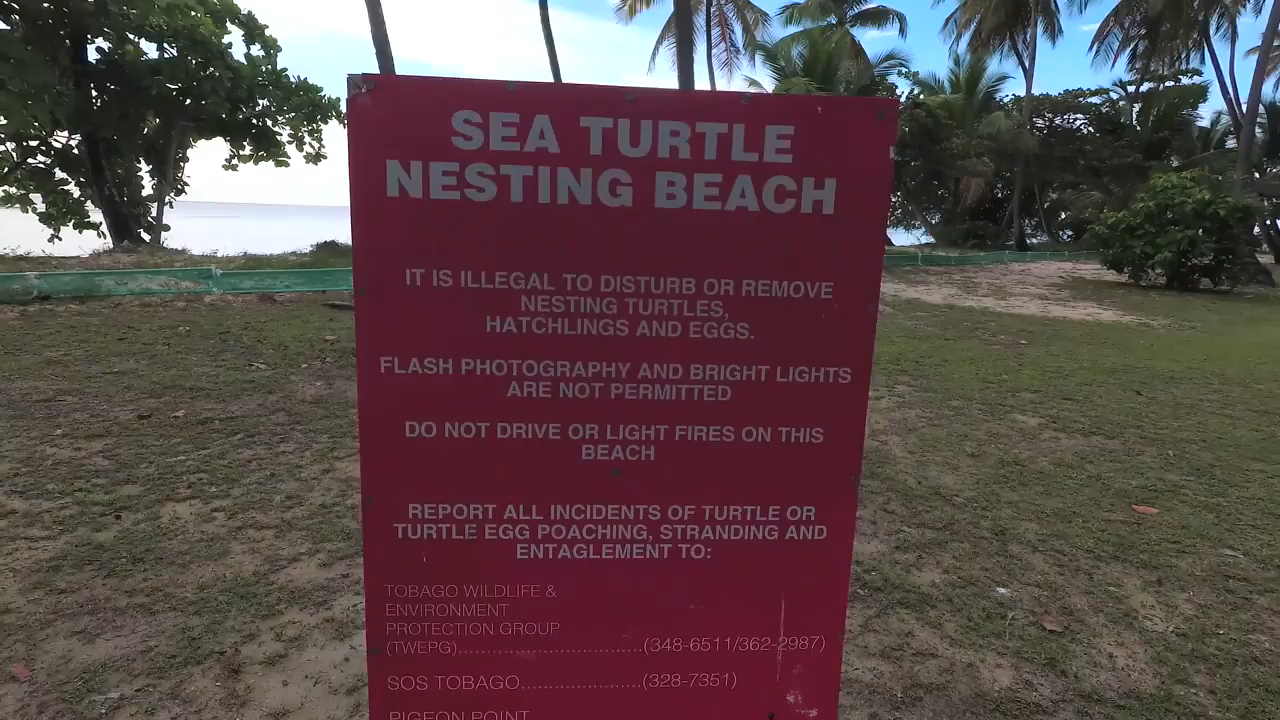 SEA TURTLE
NESTING BEACH
IT IS ILLEGAL TO DISTURB OR REMOVE
NESTING TURTLES,
HATCHLINGS AND EGGS.
FLASH PHOTOGRAPHY AND BRIGHT LIGHTS
ARE NOT PERMITTED
DO NOT DRIVE OR LIGHT FIRES ON THIS
BEACH
REPORT ALL INCIDENTS OF TURTLE OR
TURTLE EGG POACHING, STRANDING AND
ENTAGLEMENT TO:
TOBAGO WILDLIFE &
ENVIRONMENT
PROTECTION GROUP
(TWEPG)...............................(348-6511/362-2987)
SOS TOBAGO.....................(328-7351)
PIGEON POINT